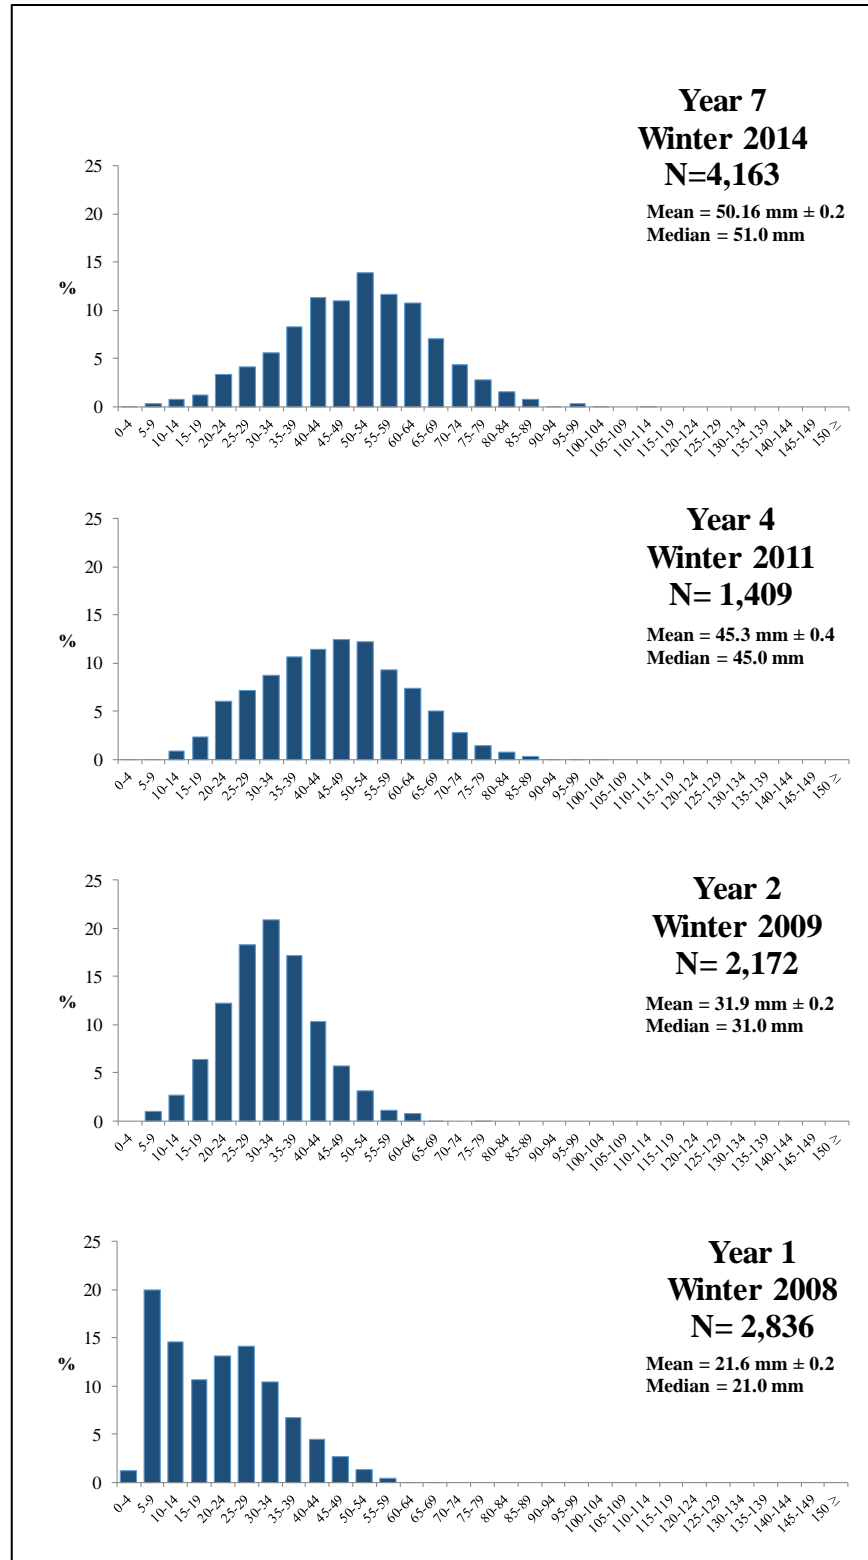 Year 7
Winter 2014
N=4,163
Mean = 50.16 mm ± 0.2
Median = 51.0 mm
25
20
15
%
10
5
0
0-4 5-9 10-14 15-19 20-24 25-29 30-34 35-39 40-44 45-49 50-54 55-59 60-64 65-69 70-74 75-79 80-84 85-89 90-94 95-99 100-104 105-109 110-114 115-119 120-124 125-129 130-134 135-139 140-144 145-149 150 ≥
Year 4
Winter 2011
N= 1,409
Mean = 45.3 mm ± 0.4
Median = 45.0 mm
25
20
15
%
10
5
0
0-4 5-9 10-14 15-19 20-24 25-29 30-34 35-39 40-44 45-49 50-54 55-59 60-64 65-69 70-74 75-79 80-84 85-89 90-94 95-99 100-104 105-109 110-114 115-119 120-124 125-129 130-134 135-139 140-144 145-149 150 ≥
Year 2
Winter 2009
N= 2,172
Mean = 31.9 mm ± 0.2
Median = 31.0 mm
25
20
15
%
10
5
0
0-4 5-9 10-14 15-19 20-24 25-29 30-34 35-39 40-44 45-49 50-54 55-59 60-64 65-69 70-74 75-79 80-84 85-89 90-94 95-99 100-104 105-109 110-114 115-119 120-124 125-129 130-134 135-139 140-144 145-149 150 ≥
Year 1
Winter 2008
N= 2,836
Mean = 21.6 mm ± 0.2
Median = 21.0 mm
25
20
15
%
10
5
0
0-4 5-9 10-14 15-19 20-24 25-29 30-34 35-39 40-44 45-49 50-54 55-59 60-64 65-69 70-74 75-79 80-84 85-89 90-94 95-99 100-104 105-109 110-114 115-119 120-124 125-129 130-134 135-139 140-144 145-149 150 ≥